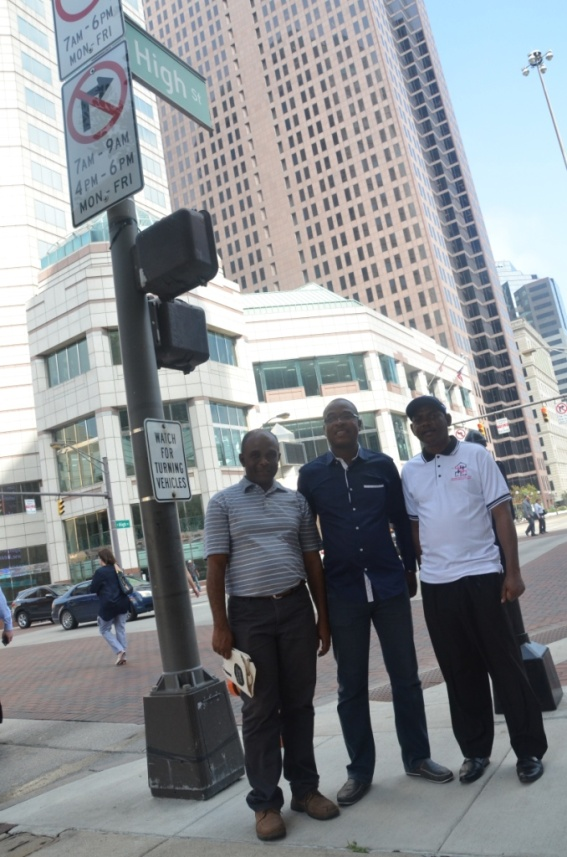 7AM-6PM
MON-FRI
High ST
7AM-9AM
4PM-6PM
MON-FRI
WATCH
FOR
TURNING
VEHICLES